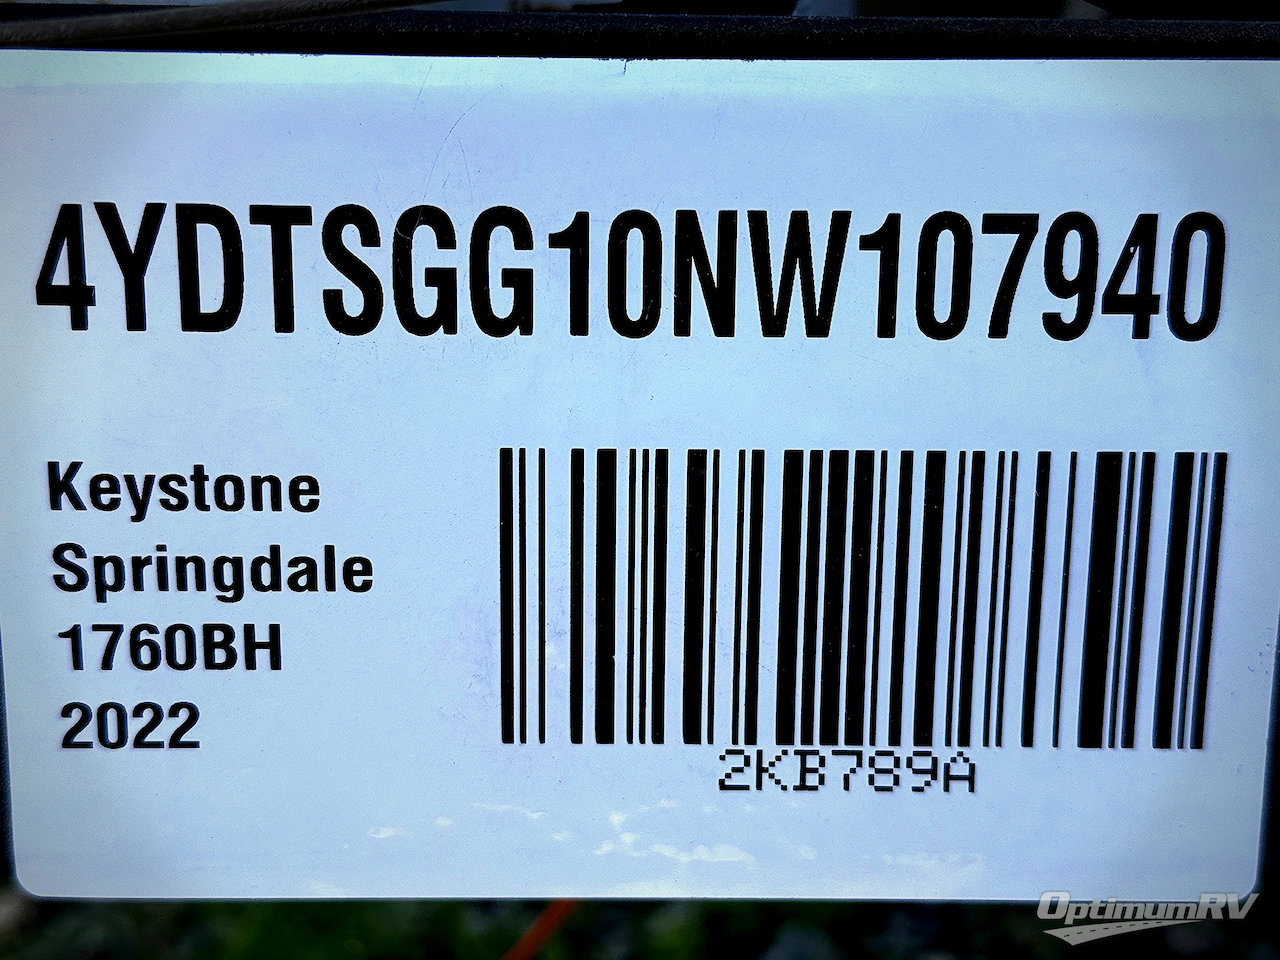 4YDTSGG10NW107940
Keystone
Springdale
1760BH
2022
2KB789A
OptimumRV